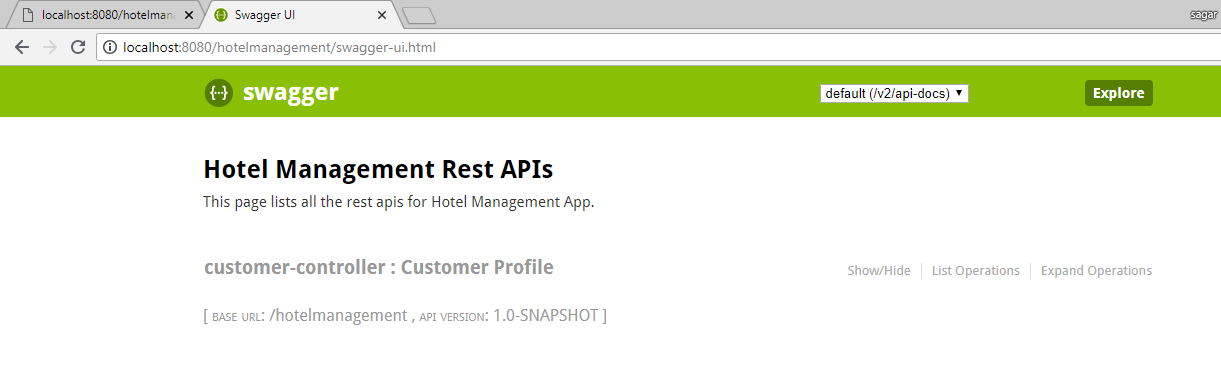 localhost:8080/hotelmana
Swagger UI
sagar
localhost:8080/hotelmanagement/swagger-ui.html
{··} swagger
default (/v2/api-docs)
Explore
Hotel Management Rest APIs
This page lists all the rest apis for Hotel Management App.
customer-controller : Customer Profile
Show/Hide
List Operations
Expand Operations
[ BASE URL: /hotelmanagement , API VERSION: 1.0-SNAPSHOT ]